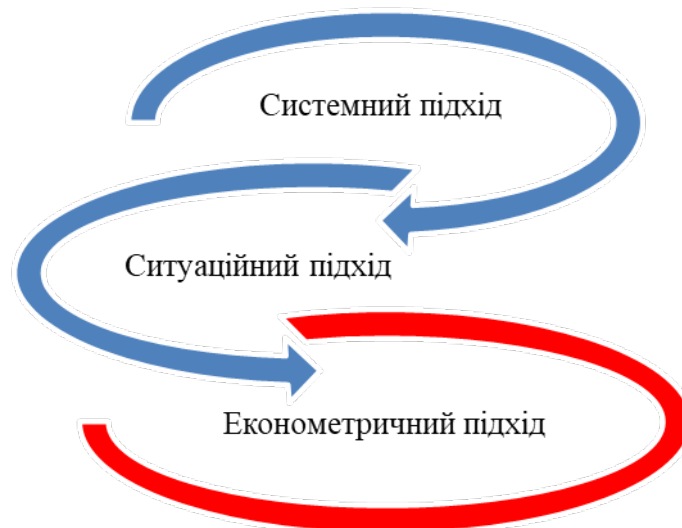 Системний підхід
Ситуаційний підхід
Економетричний підхід